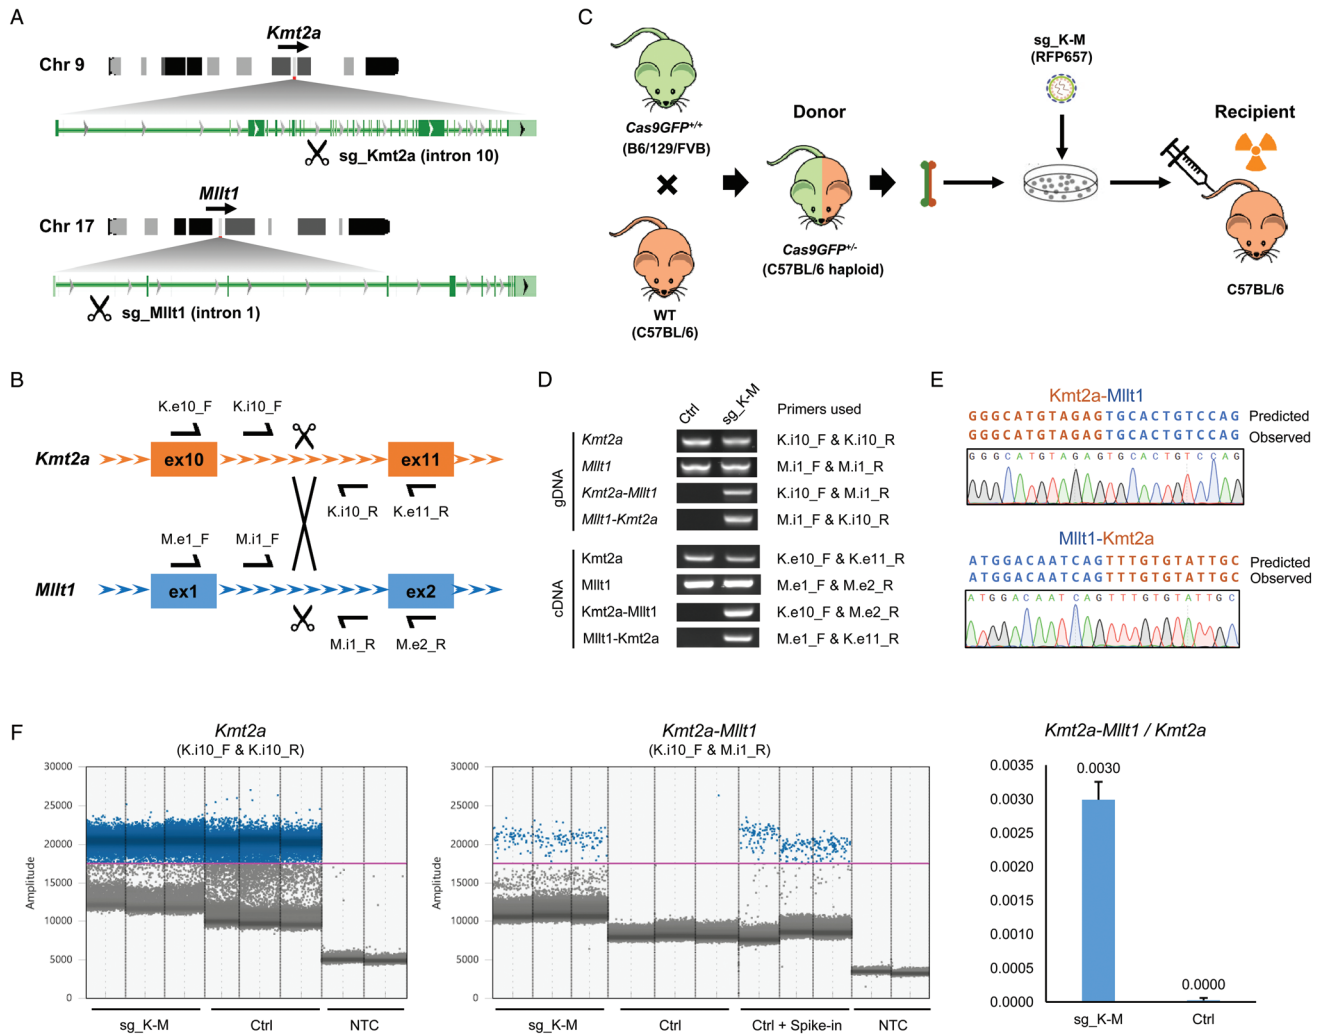 A
Kmt2a
Chr 9
sg_Kmt2a (intron 10)
Mllt1
Chr 17
sg_Mllt1 (intron 1)
C
Cas9GFP+/+
(B6/129/FVB)
WT
(C57BL/6)
Donor
Cas9GFP+/-
(C57BL/6 haploid)
sg_K-M
(RFP657)
Recipient
C57BL/6
B
K.e10_F
K.i10_F
Kmt2a
ex10
ex11
K.i10_R
K.e11_R
M.e1_F
M.i1_F
Mllt1
ex1
ex2
M.i1_R
M.e2_R
D
Ctrl
sg_K-M
Primers used
gDNA
Kmt2a
K.i10_F & K.i10_R
Mllt1
M.i1_F & M.i1_R
Kmt2a-Mllt1
K.i10_F & M.i1_R
Mllt1-Kmt2a
M.i1_F & K.i10_R
cDNA
Kmt2a
K.e10_F & K.e11_R
Mllt1
M.e1_F & M.e2_R
Kmt2a-Mllt1
K.e10_F & M.e2_R
Mllt1-Kmt2a
M.e1_F & K.e11_R
E
Kmt2a-Mllt1
GGGCATGTAGAGTGCACTGTCCAG Predicted
GGGCATGTAGAGTGCACTGTCCAG Observed
GGGCATGTAGAGTGCACTGTCCAG
Mllt1-Kmt2a
ATGGACAATCAGTTTGTGTATTGC Predicted
ATGGACAATCAGTTTGTGTATTGC Observed
ATGGACAATCAGTTTGTGTATTGC
F
Kmt2a
(K.i10_F & K.i10_R)
Amplitude
30000
25000
20000
15000
10000
5000
0
sg_K-M
Ctrl
NTC
Kmt2a-Mllt1
(K.i10_F & M.i1_R)
Amplitude
30000
25000
20000
15000
10000
5000
0
sg_K-M
Ctrl
Ctrl + Spike-in
NTC
Kmt2a-Mllt1 / Kmt2a
0.0035
0.0030
0.0025
0.0020
0.0015
0.0010
0.0005
0.0000
0.0030
0.0000
sg_K-M
Ctrl